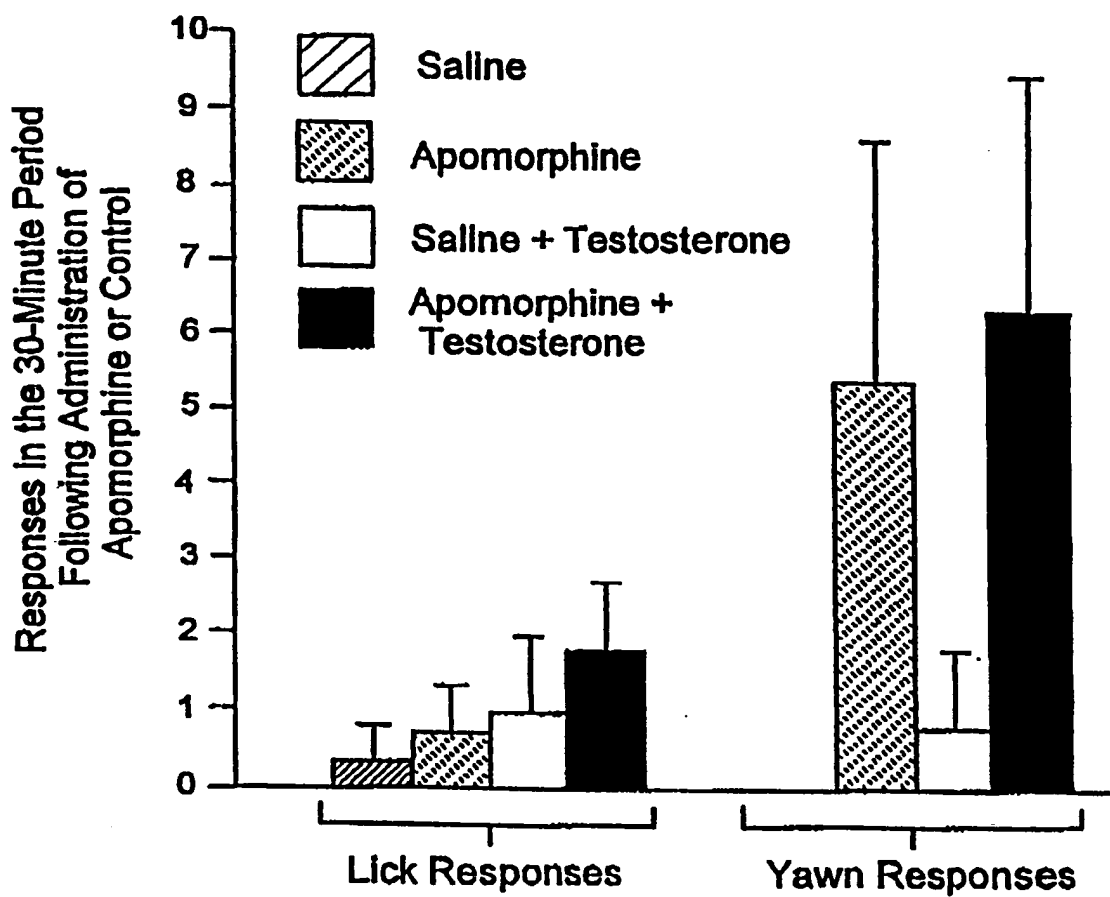 Responses in the 30-Minute Period
Following Administration of
Apomorphine or Control
10
9
8
7
6
5
4
3
2
1
0
Saline
Apomorphine
Saline + Testosterone
Apomorphine +
Testosterone
Lick Responses
Yawn Responses